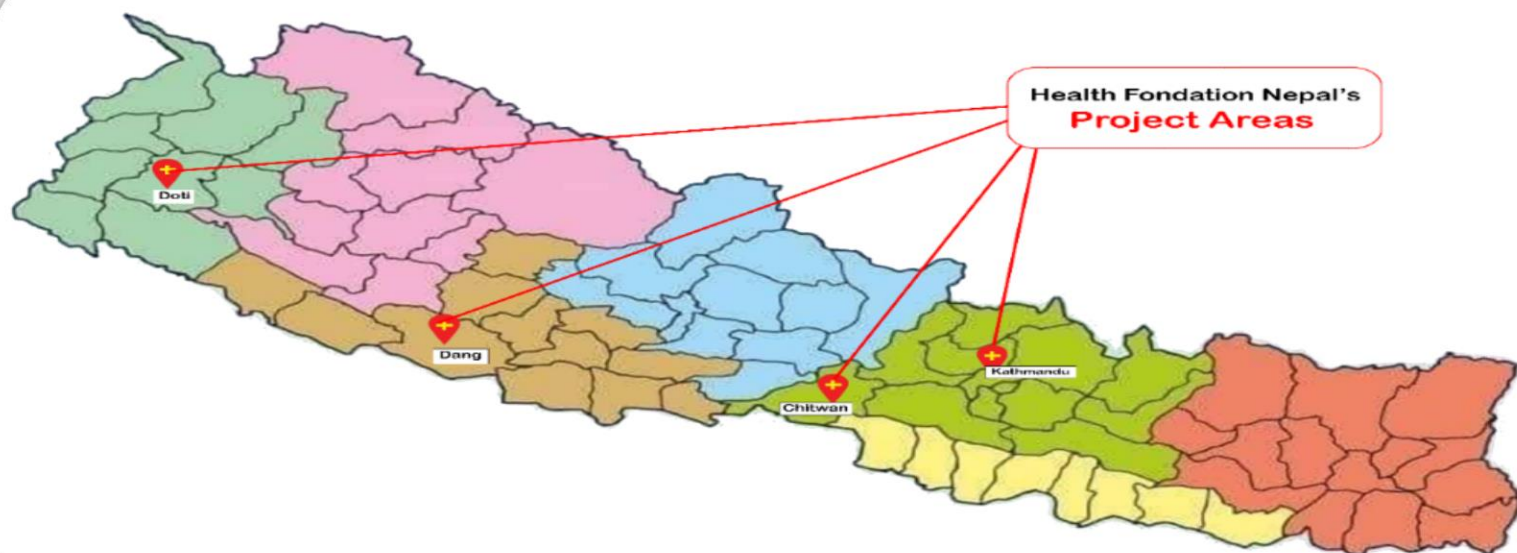 Health Fondation Nepal's
Project Areas
Doti
Dang
Kathmandu
Chitwan